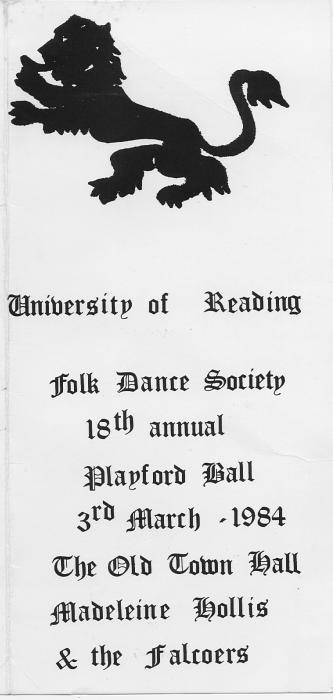 University of Reading
Folk Dance Society
18th annual
Playford Ball
3rd March - 1984
The Old Town Hall
Madeleine Hollis
& the Falcoers